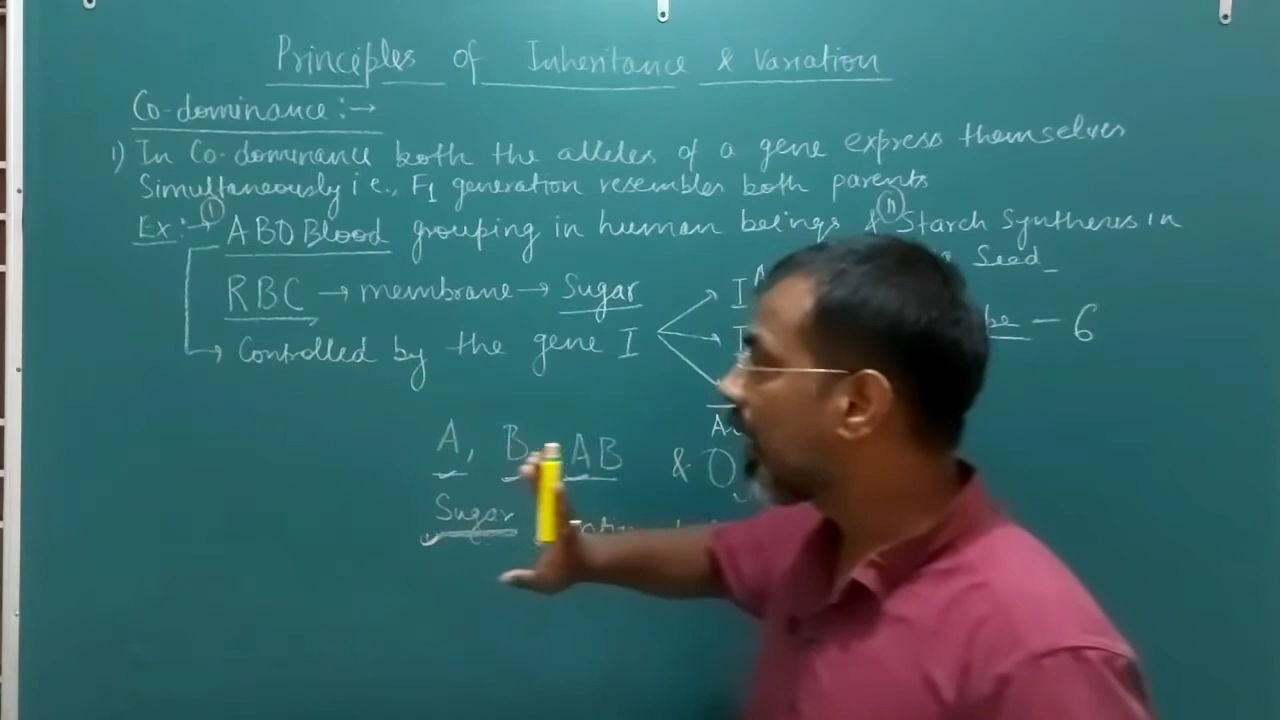 Principles of Inheritance & Variation
Co-dominance:→
1) In Co-dominance both the alleles of a gene express themselves
Simultaneously i.e., F1 generation resembles both parents
Ex:→ (I) ABO Blood grouping in human beings & (II) Starch Synthesis in
Seed
RBC → membrane → Sugar
I A
Controlled by the gene I
I
- 6
A, B, AB & O
Sugar